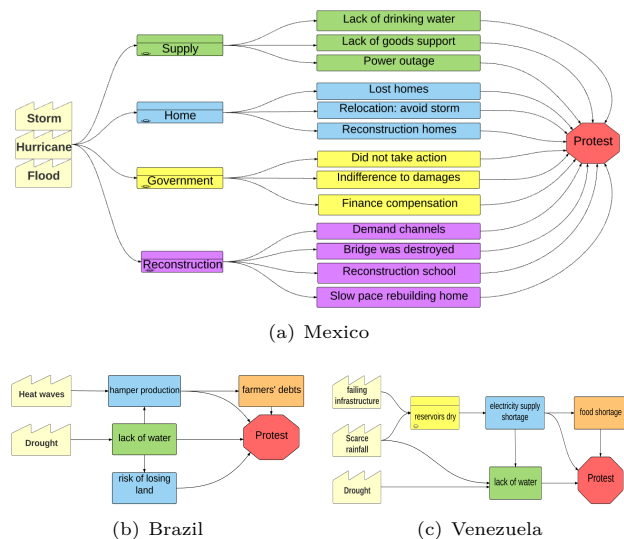 Storm
Hurricane
Flood
Supply
Home
Government
Reconstruction
Lack of drinking water
Lack of goods support
Power outage
Lost homes
Relocation: avoid storm
Reconstruction homes
Did not take action
Indifference to damages
Finance compensation
Demand channels
Bridge was destroyed
Reconstruction school
Slow pace rebuilding home
Protest
(a) Mexico
Heat waves
Drought
hamper production
lack of water
risk of losing
land
farmers' debts
Protest
(b) Brazil
failing
infrastructure
Scarce
rainfall
Drought
reservoirs dry
electricity supply
shortage
lack of water
food shortage
Protest
(c) Venezuela